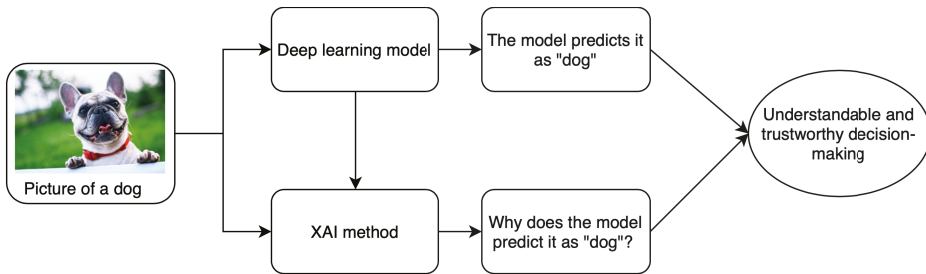 Picture of a dog
Deep learning model
The model predicts it
as "dog"
XAI method
Why does the model
predict it as "dog"?
Understandable and
trustworthy decision-
making